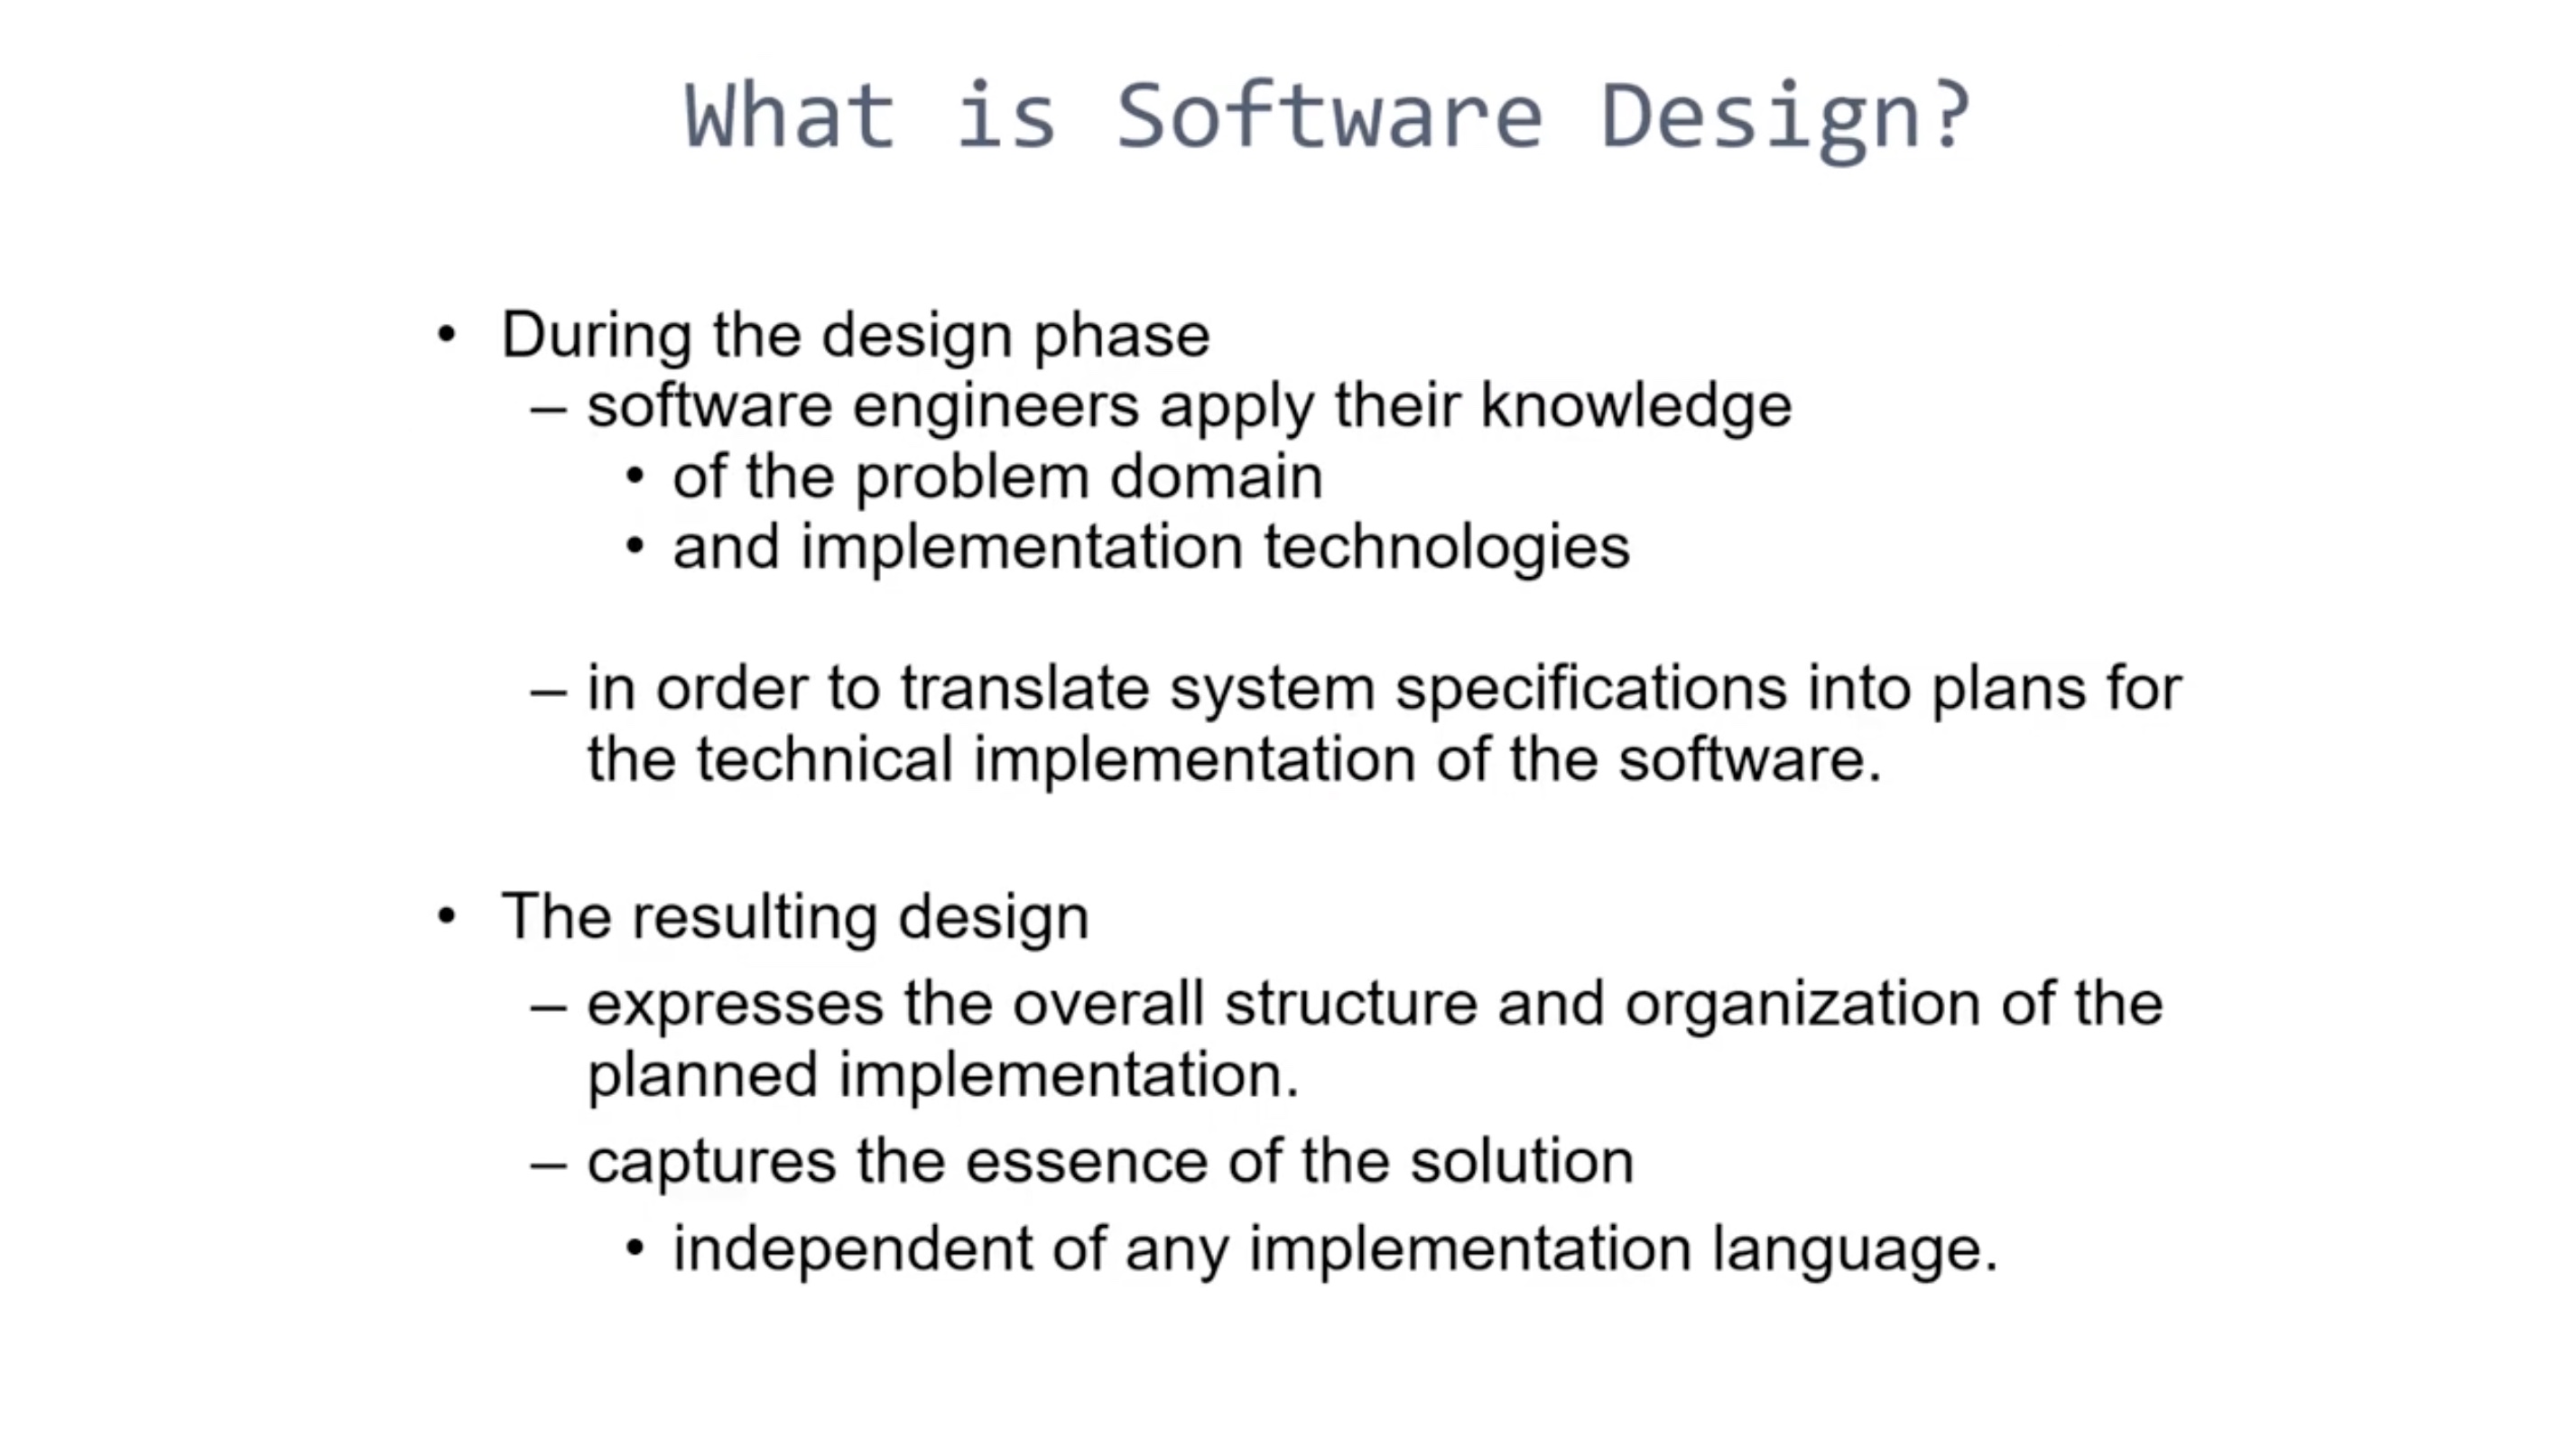 What is Software Design?
• During the design phase
– software engineers apply their knowledge
• of the problem domain
• and implementation technologies
– in order to translate system specifications into plans for
the technical implementation of the software.
• The resulting design
– expresses the overall structure and organization of the
planned implementation.
– captures the essence of the solution
• independent of any implementation language.